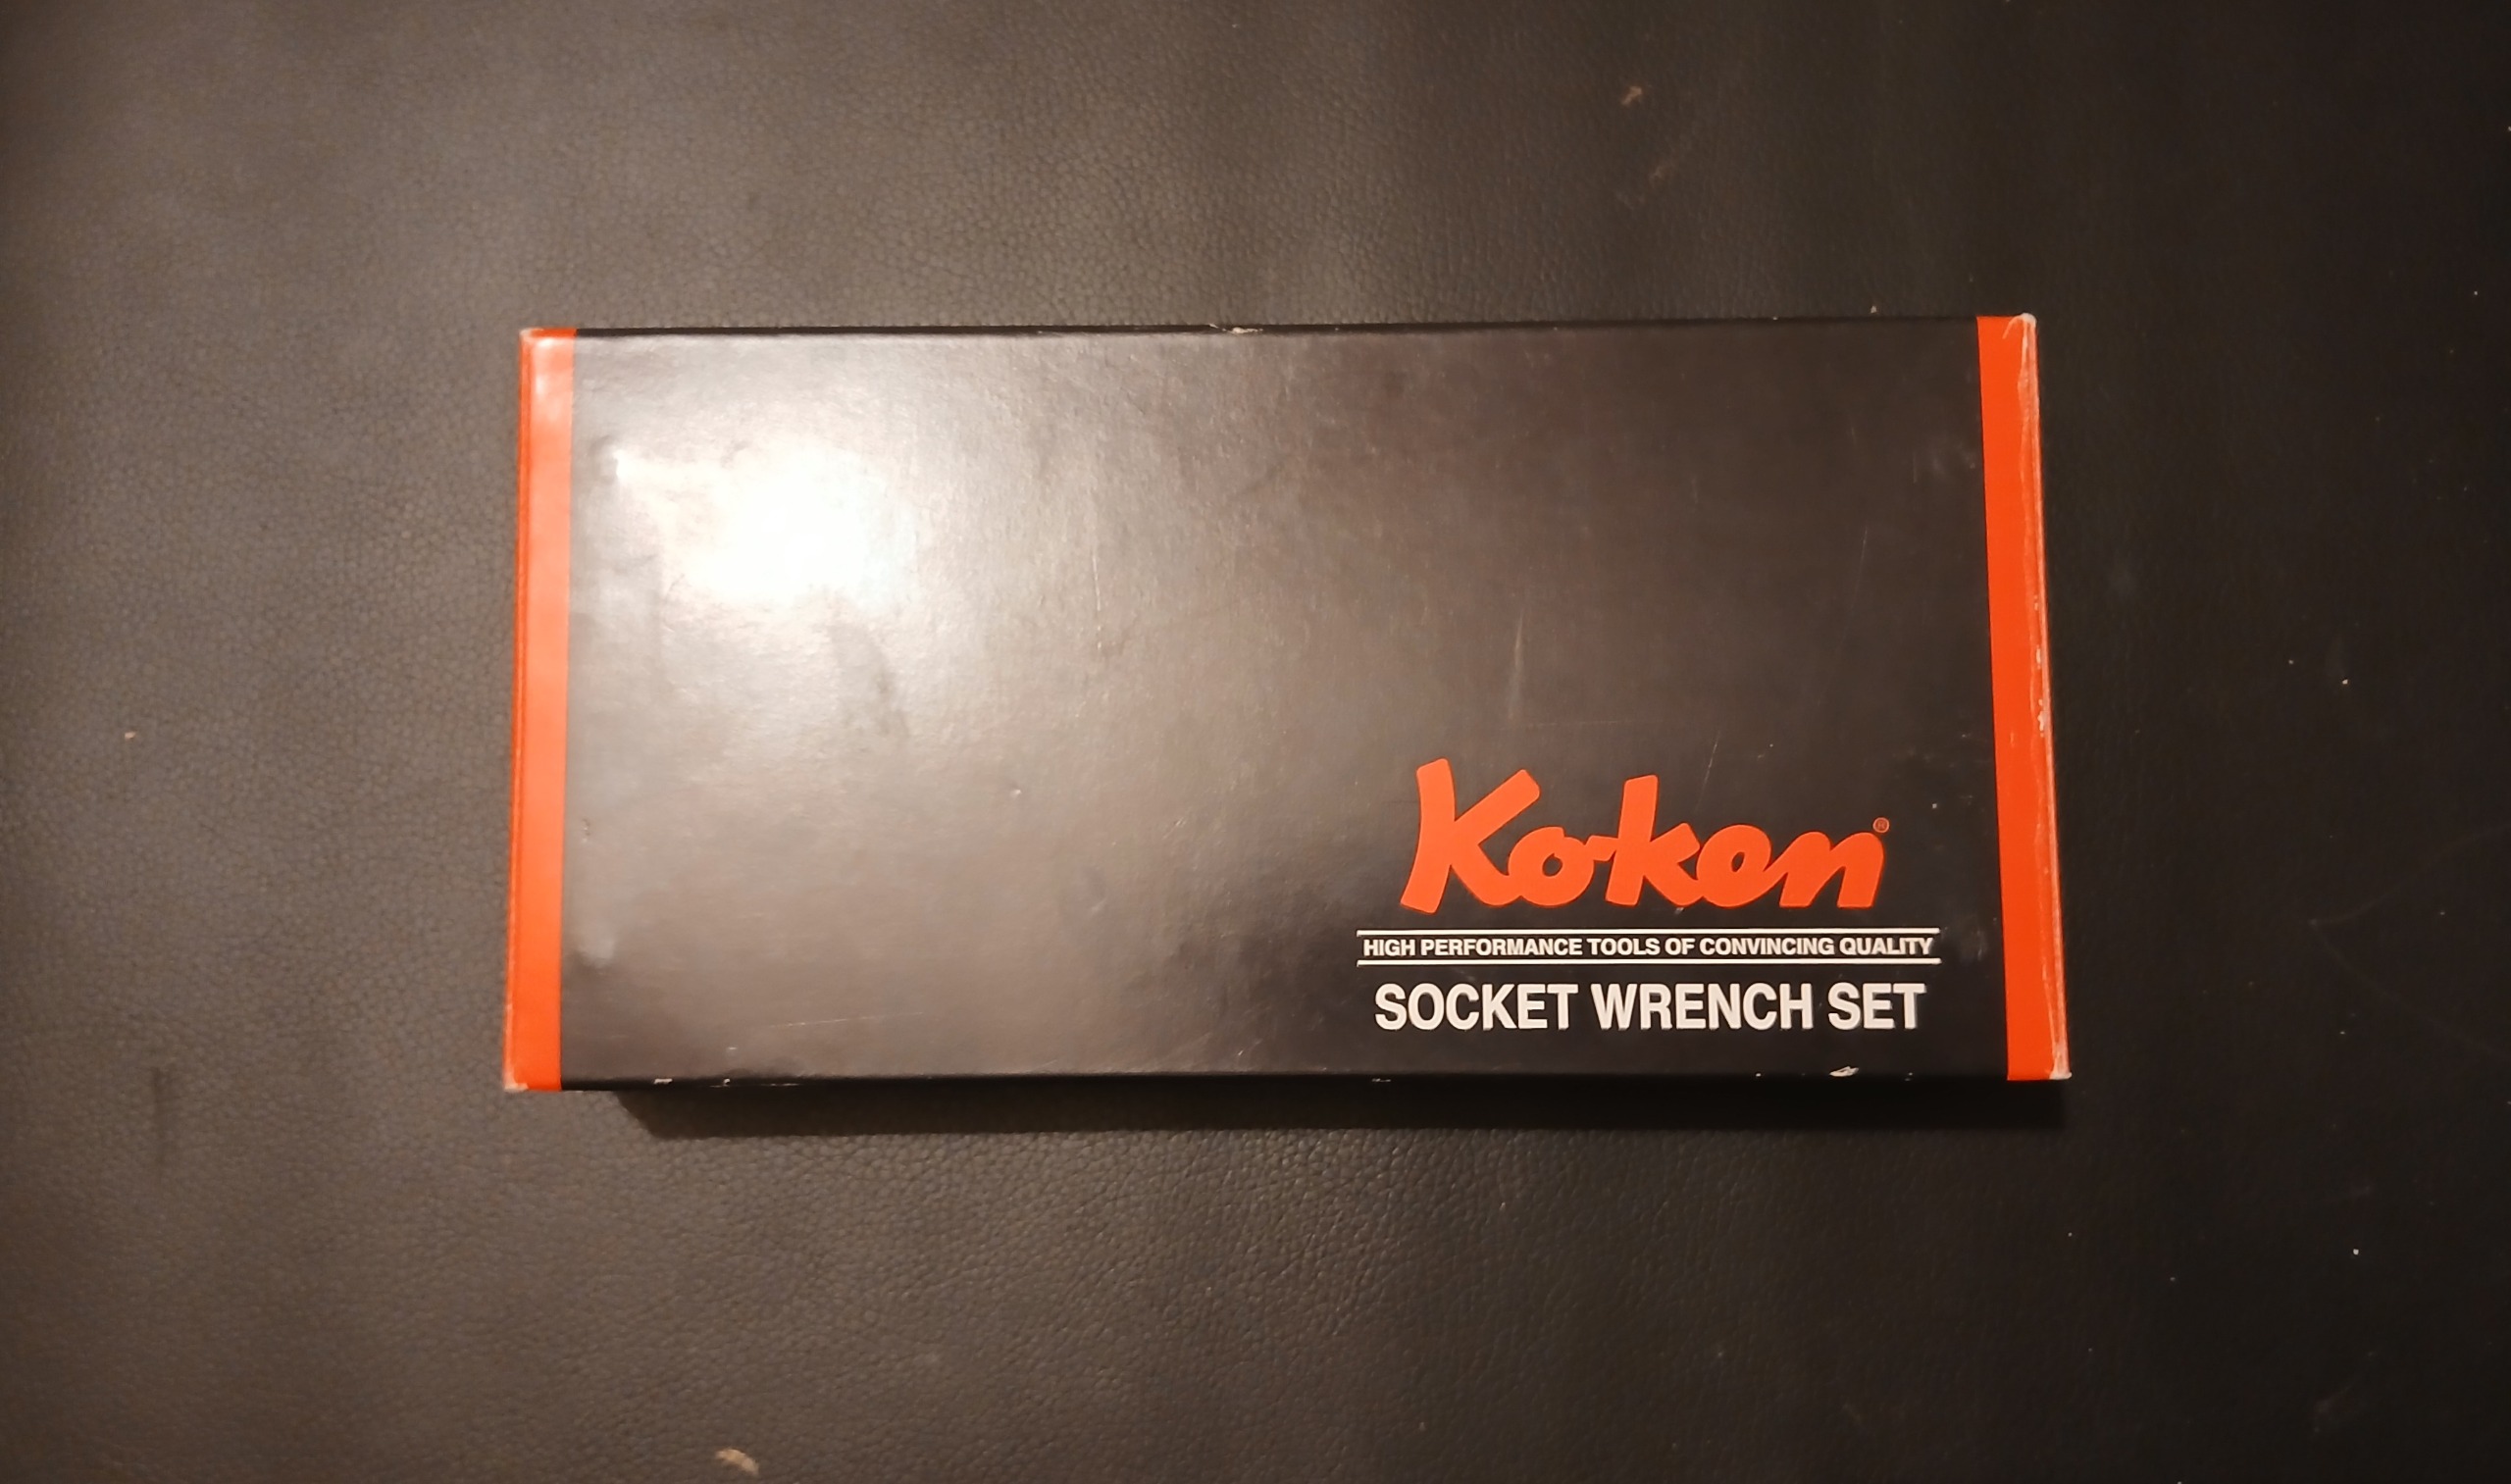 Ko-ken®
HIGH PERFORMANCE TOOLS OF CONVINCING QUALITY
SOCKET WRENCH SET